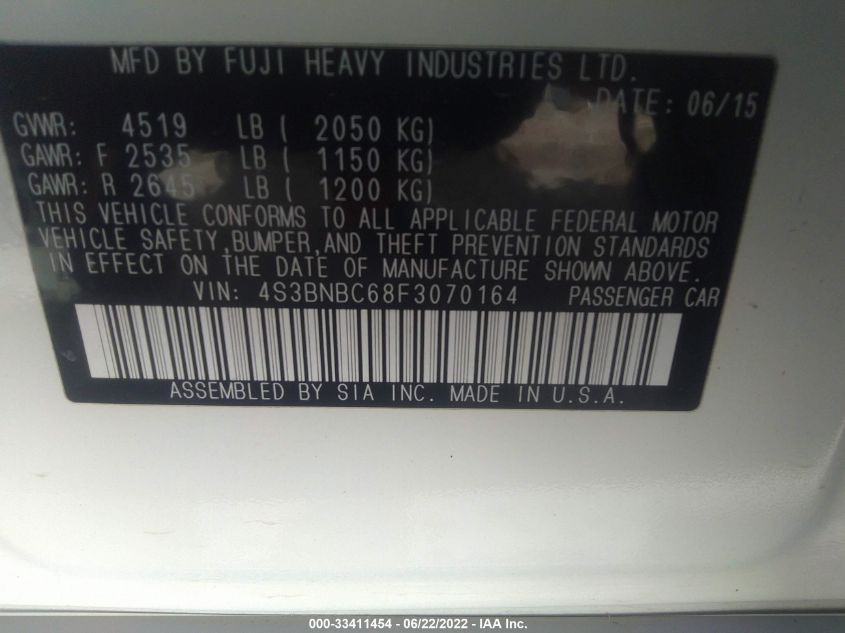 MFD BY FUJI HEAVY INDUSTRIES LTD.
DATE: 06/15
GVWR: 4519 LB ( 2050 KG)
GAWR: F 2535 LB ( 1150 KG)
GAWR: R 2645 LB ( 1200 KG)
THIS VEHICLE CONFORMS TO ALL APPLICABLE FEDERAL MOTOR
VEHICLE SAFETY,BUMPER,AND THEFT PREVENTION STANDARDS
IN EFFECT ON THE DATE OF MANUFACTURE SHOWN ABOVE.
VIN: 4S3BNBC68F3070164 PASSENGER CAR
ASSEMBLED BY SIA INC. MADE IN U.S.A.
000-33411454 - 06/22/2022 - IAA Inc.